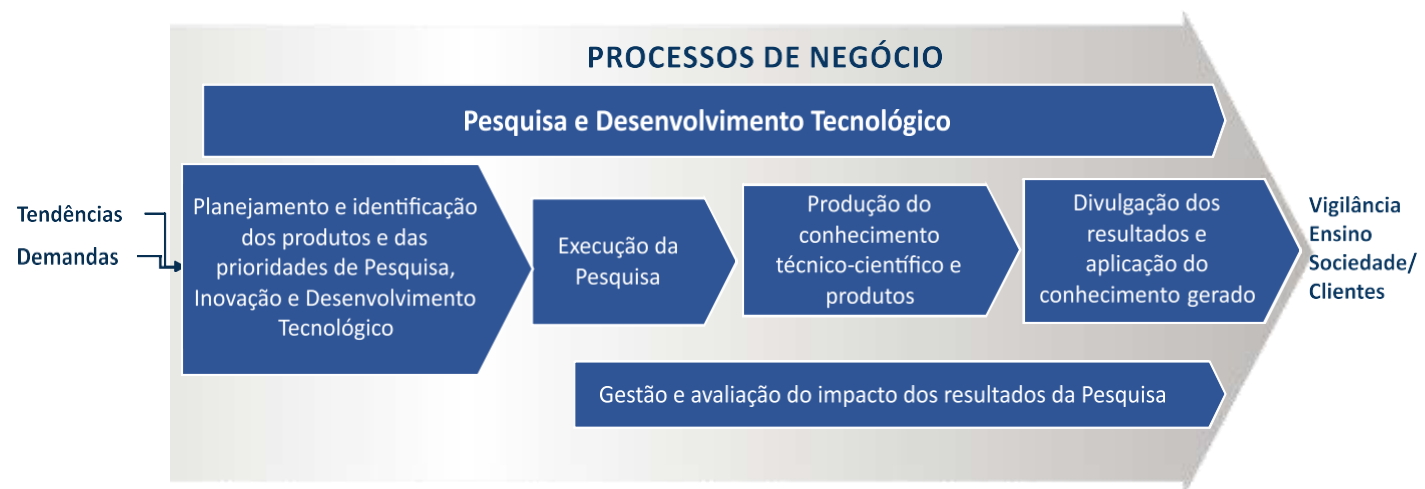 PROCESSOS DE NEGÓCIO
Pesquisa e Desenvolvimento Tecnológico
Tendências
Demandas
Planejamento e identificação
dos produtos e das
prioridades de Pesquisa,
Inovação e Desenvolvimento
Tecnológico
Execução da
Pesquisa
Produção do
conhecimento
técnico-científico e
produtos
Divulgação dos
resultados e
aplicação do
conhecimento gerado
Vigilância
Ensino
Sociedade/
Clientes
Gestão e avaliação do impacto dos resultados da Pesquisa